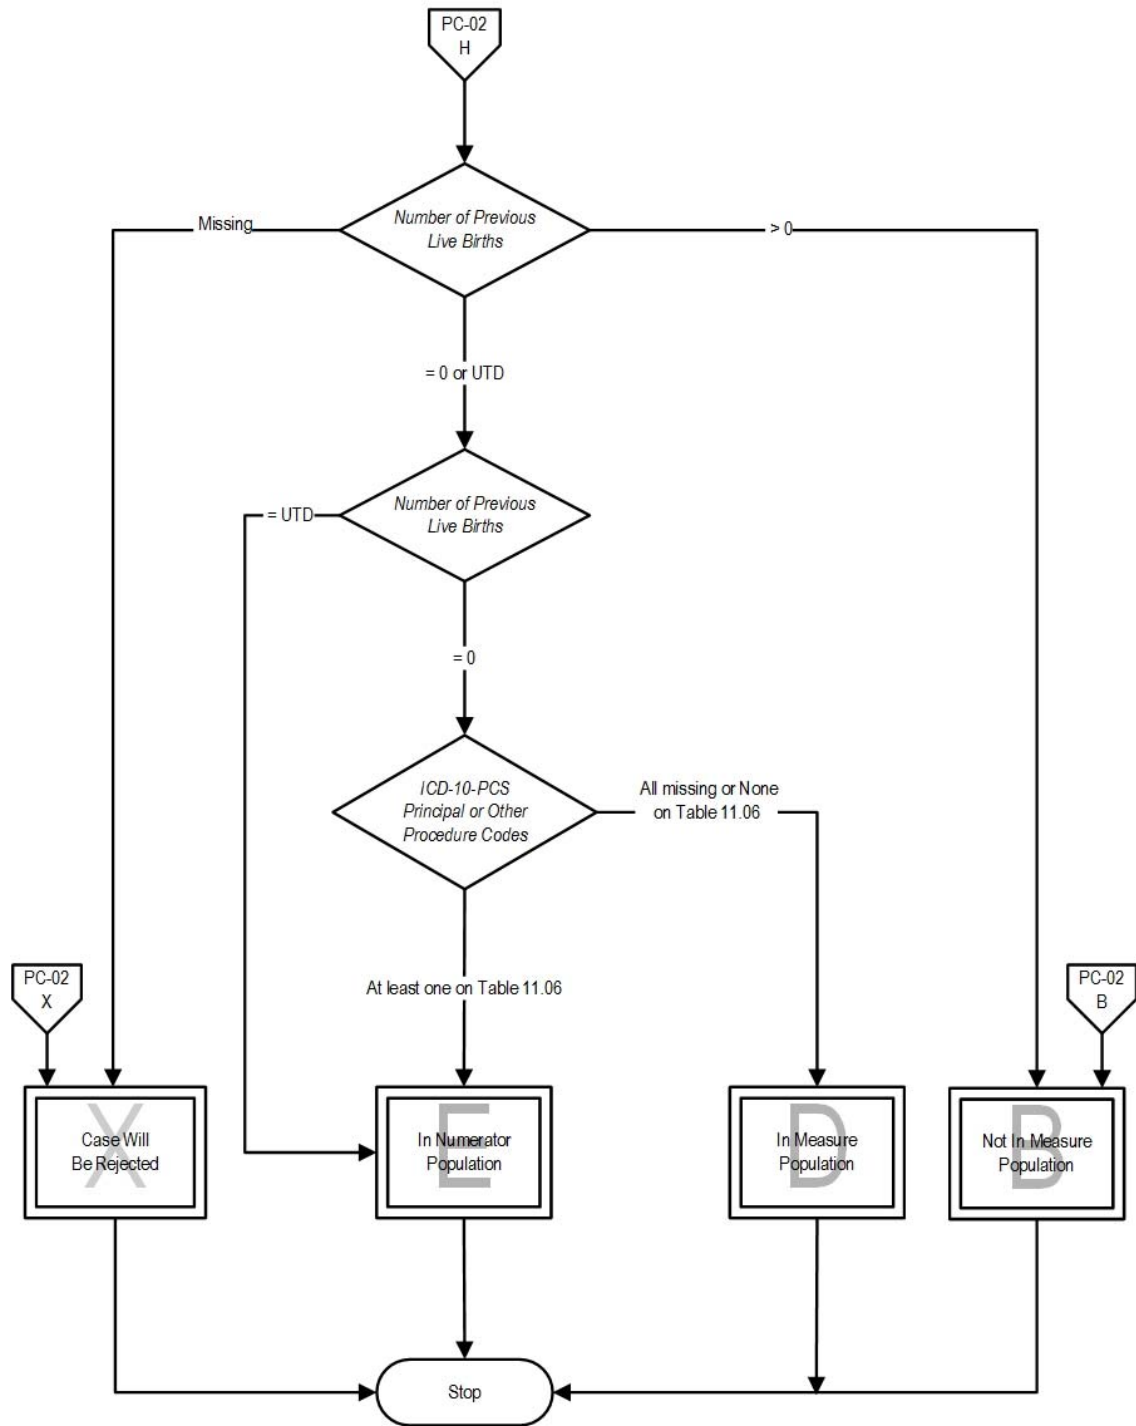 PC-02
H
Number of Previous
Live Births
Missing
> 0
= 0 or UTD
Number of Previous
Live Births
= UTD
= 0
ICD-10-PCS
Principal or Other
Procedure Codes
All missing or None
on Table 11.06
At least one on Table 11.06
PC-02
X
PC-02
B
X
Case Will
Be Rejected
E
In Numerator
Population
D
In Measure
Population
B
Not In Measure
Population
Stop